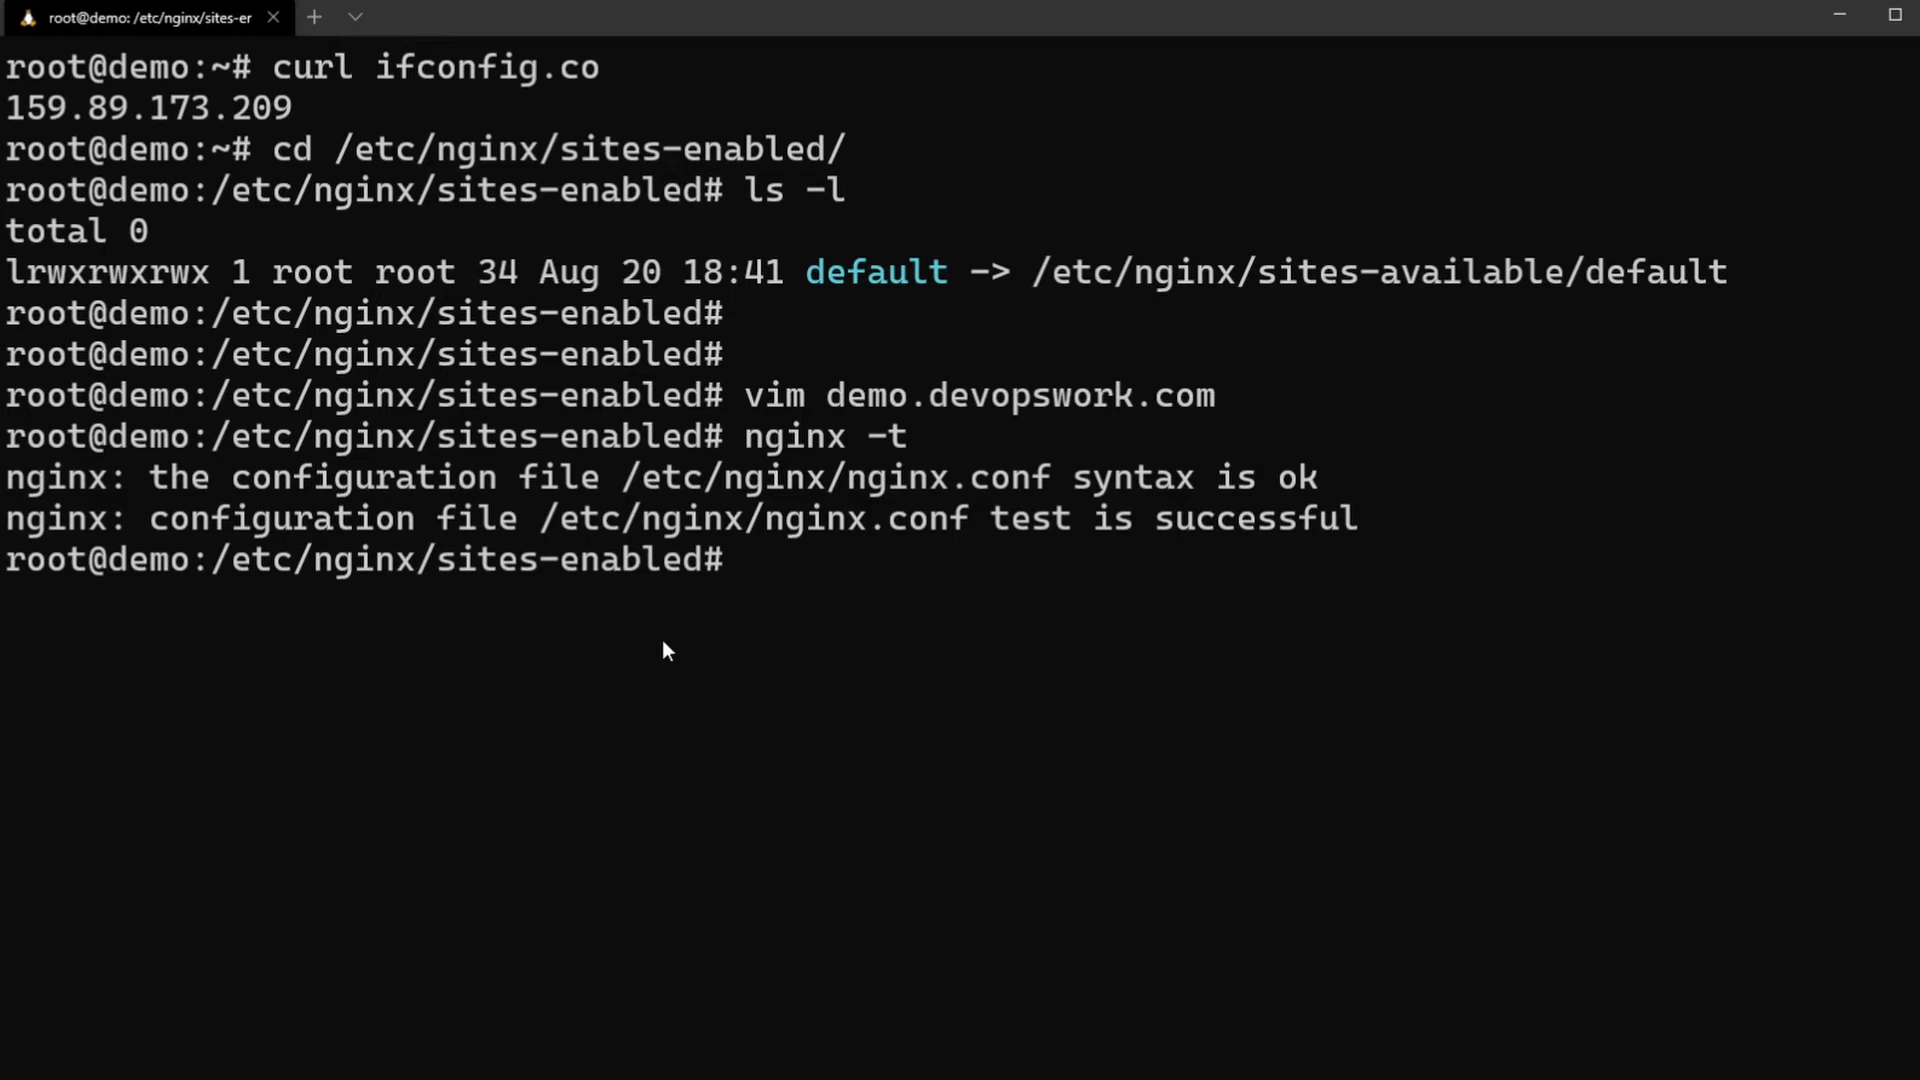 root@demo: /etc/nginx/sites-er
root@demo:~# curl ifconfig.co
159.89.173.209
root@demo:~# cd /etc/nginx/sites-enabled/
root@demo:/etc/nginx/sites-enabled# ls -l
total 0
lrwxrwxrwx 1 root root 34 Aug 20 18:41 default -> /etc/nginx/sites-available/default
root@demo:/etc/nginx/sites-enabled#
root@demo:/etc/nginx/sites-enabled#
root@demo:/etc/nginx/sites-enabled# vim demo.devopswork.com
root@demo:/etc/nginx/sites-enabled# nginx -t
nginx: the configuration file /etc/nginx/nginx.conf syntax is ok
nginx: configuration file /etc/nginx/nginx.conf test is successful
root@demo:/etc/nginx/sites-enabled#